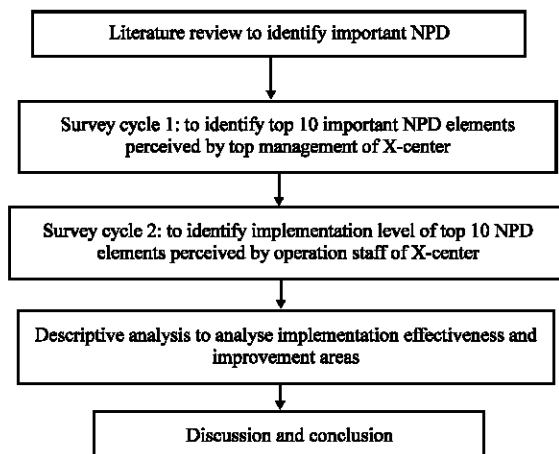 Literature review to identify important NPD
Survey cycle 1: to identify top 10 important NPD elements
perceived by top management of X-center
Survey cycle 2: to identify implementation level of top 10 NPD
elements perceived by operation staff of X-center
Descriptive analysis to analyse implementation effectiveness and
improvement areas
Discussion and conclusion